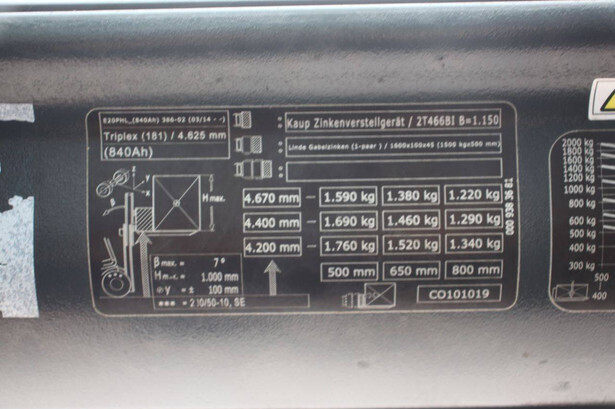 E20PHL_(840Ah) 386-02 (03/14 - -)
Triplex (181) / 4.625 mm
(840Ah)
Kaup Zinkenverstellgerät / 2T466BI B=1.150
Linde Gabelzinken (1-paar) / 1600x100x45 (1500 kgx500 mm)
z
y
x
H max.
4.670 mm 1.590 kg 1.380 kg 1.220 kg
4.400 mm 1.690 kg 1.460 kg 1.290 kg
4.200 mm 1.760 kg 1.520 kg 1.340 kg
500 mm 650 mm 800 mm
β max. = 7°
1.000 mm
y = ± 100 mm
/50-10, SE
CO101019
000 938 36 81
2000 kg
1800 kg
1600 kg
1200 kg
1000 kg
800 kg
600 kg
500 kg
400 kg
300 kg
500
400